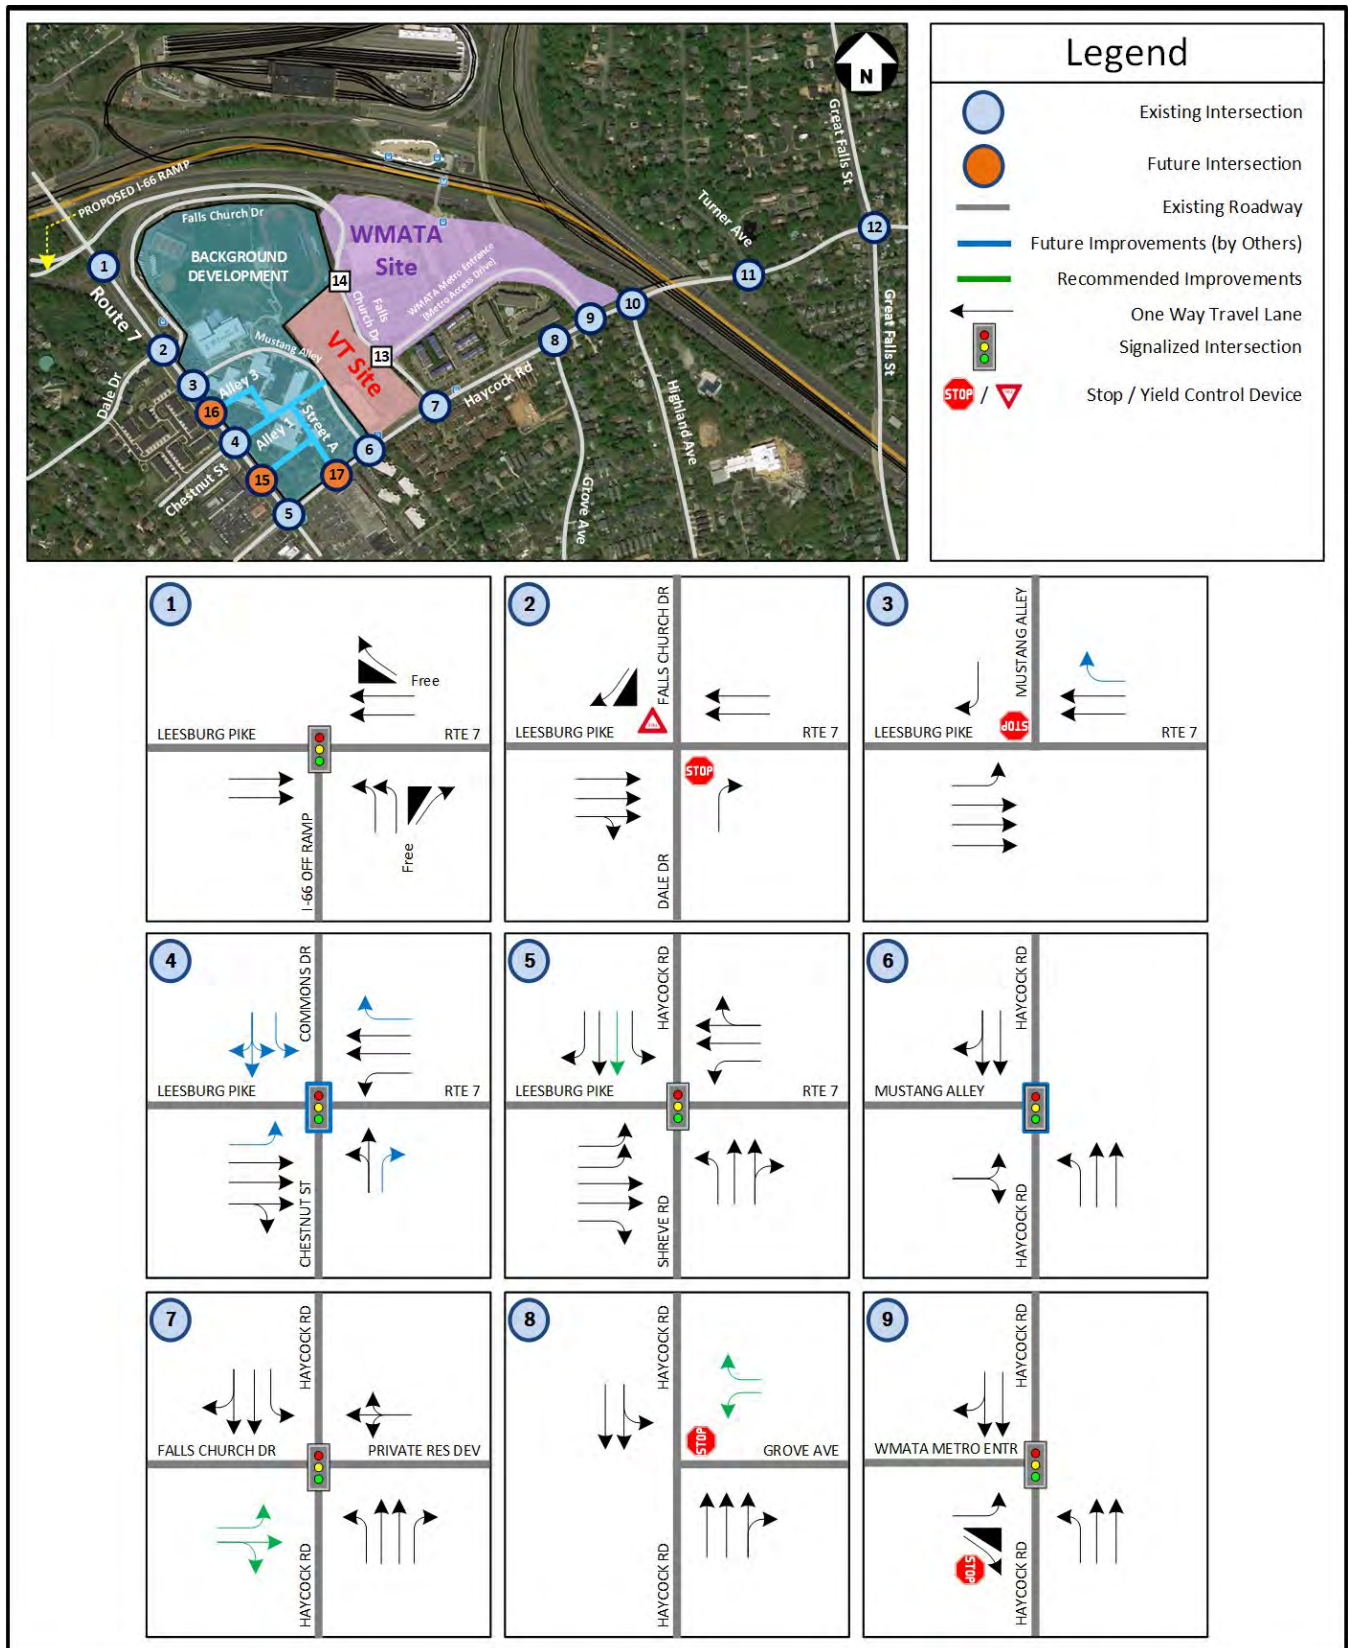 N
PROPOSED I-66 RAMP
Falls Church Dr
BACKGROUND
DEVELOPMENT
WMATA
Site
WMATA Metro Entrance
(Metro Access Drive)
Falls
Church Dr
Mustang Alley
VT Site
Route 7
Dale Dr
Alley 3
Alley 1
Street A
Chestnut St
Haycock Rd
Grove Ave
Highland Ave
Turner Ave
Great Falls St
Great Falls St
1
2
3
16
4
15
5
17
6
7
13
14
8
9
10
11
12
Legend
Existing Intersection
Future Intersection
Existing Roadway
Future Improvements (by Others)
Recommended Improvements
One Way Travel Lane
Signalized Intersection
STOP / Stop / Yield Control Device
1
Free
LEESBURG PIKE
RTE 7
I-66 OFF RAMP
Free
2
FALLS CHURCH DR
LEESBURG PIKE
RTE 7
STOP
DALE DR
3
MUSTANG ALLEY
STOP
LEESBURG PIKE
RTE 7
4
COMMONS DR
LEESBURG PIKE
RTE 7
CHESTNUT ST
5
HAYCOCK RD
LEESBURG PIKE
RTE 7
SHREVE RD
6
HAYCOCK RD
MUSTANG ALLEY
HAYCOCK RD
7
HAYCOCK RD
FALLS CHURCH DR
PRIVATE RES DEV
HAYCOCK RD
8
HAYCOCK RD
STOP
GROVE AVE
HAYCOCK RD
9
HAYCOCK RD
WMATA METRO ENTR
STOP
HAYCOCK RD